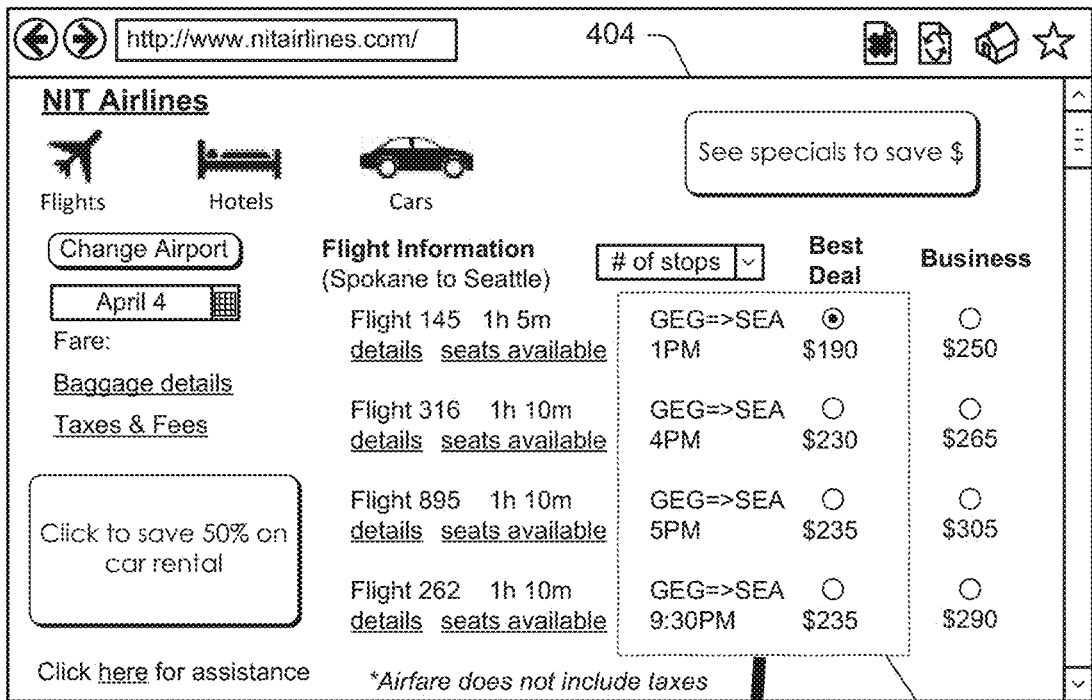 http://www.nitairlines.com/
404
NIT Airlines
See specials to save $
Flights Hotels Cars
Change Airport
April 4
Fare:
Baggage details
Taxes & Fees
Click to save 50% on
car rental
Click here for assistance
Flight Information # of stops Best Deal Business
(Spokane to Seattle)
Flight 145 1h 5m GEG=>SEA
details seats available 1PM $190 $250
Flight 316 1h 10m GEG=>SEA
details seats available 4PM $230 $265
Flight 895 1h 10m GEG=>SEA
details seats available 5PM $235 $305
Flight 262 1h 10m GEG=>SEA
details seats available 9:30PM $235 $290
*Airfare does not include taxes